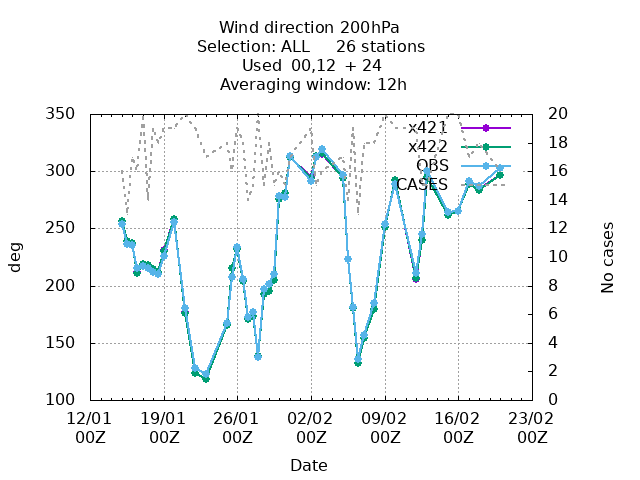 Wind direction 200hPa
Selection: ALL 26 stations
Used 00,12 + 24
Averaging window: 12h
350 20
x421 18
x422
300 OBS 16
CASES 14
250 12
deg 200 10 No cases
8
6
150 4
2
100 0
12/01 19/01 26/01 02/02 09/02 16/02 23/02
00Z 00Z 00Z 00Z 00Z 00Z 00Z
Date